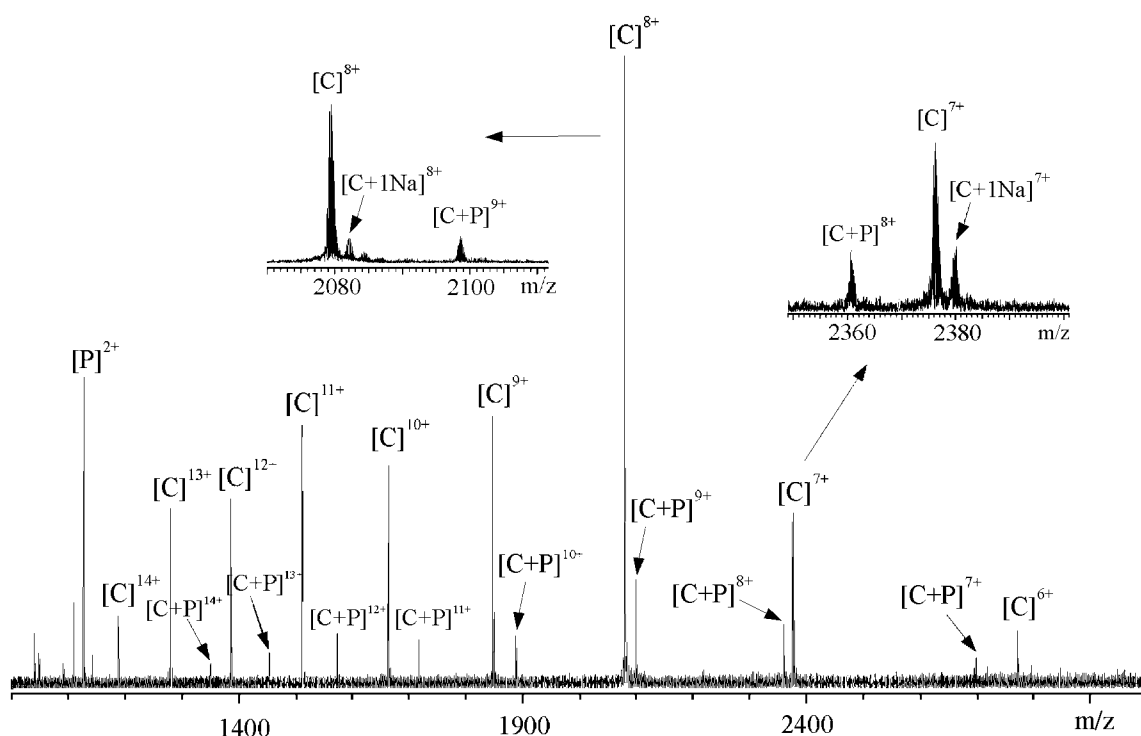 [C]8+
[C]8+
[C+1Na]8+
[C+P]9+
2080 2100 m/z
[C]7+
[C+1Na]7+
[C+P]8+
2360 2380 m/z
[P]2+
[C]14+
[C+P]14+
[C]13+
[C]12+
[C+P]13+
[C]11+
[C+P]12+
[C]10+
[C+P]11+
[C]9+
[C+P]10+
[C+P]9+
[C+P]8+
[C]7+
[C+P]7+
[C]6+
1400 1900 2400 m/z